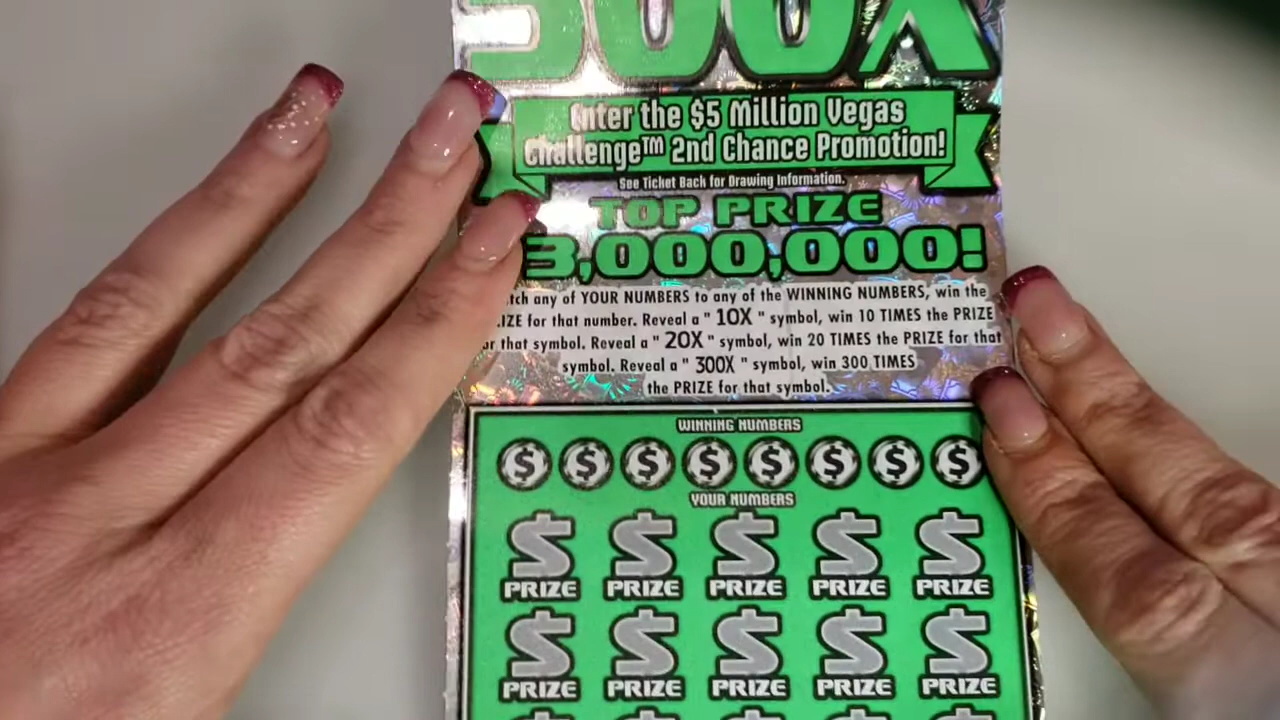 300X
Enter the $5 Million Vegas
Challenge™ 2nd Chance Promotion!
See Ticket Back for Drawing Information.
TOP PRIZE
3,000,000!
tch any of YOUR NUMBERS to any of the WINNING NUMBERS, win the
IZE for that number. Reveal a "10X" symbol, win 10 TIMES the PRIZE
or that symbol. Reveal a "20X" symbol, win 20 TIMES the PRIZE for that
symbol. Reveal a "300X" symbol, win 300 TIMES
the PRIZE for that symbol.
WINNING NUMBERS
$ $ $ $ $ $ $ $
YOUR NUMBERS
$ $ $ $ $
PRIZE PRIZE PRIZE PRIZE PRIZE
$ $ $ $ $
PRIZE PRIZE PRIZE PRIZE PRIZE